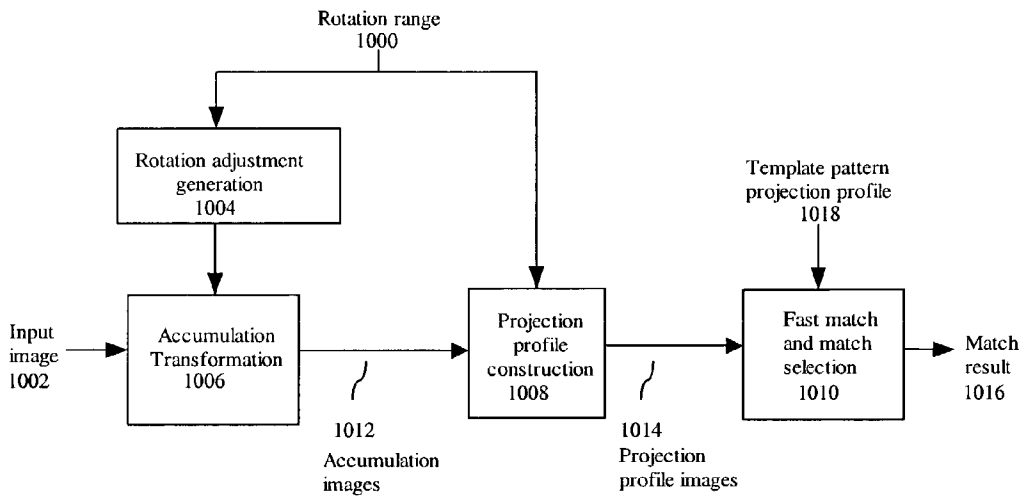 Rotation range
1000
Rotation adjustment
generation
1004
Template pattern
projection profile
1018
Input
image
1002
Accumulation
Transformation
1006
Projection
profile
construction
1008
Fast match
and match
selection
1010
Match
result
1016
1012
Accumulation
images
1014
Projection
profile images